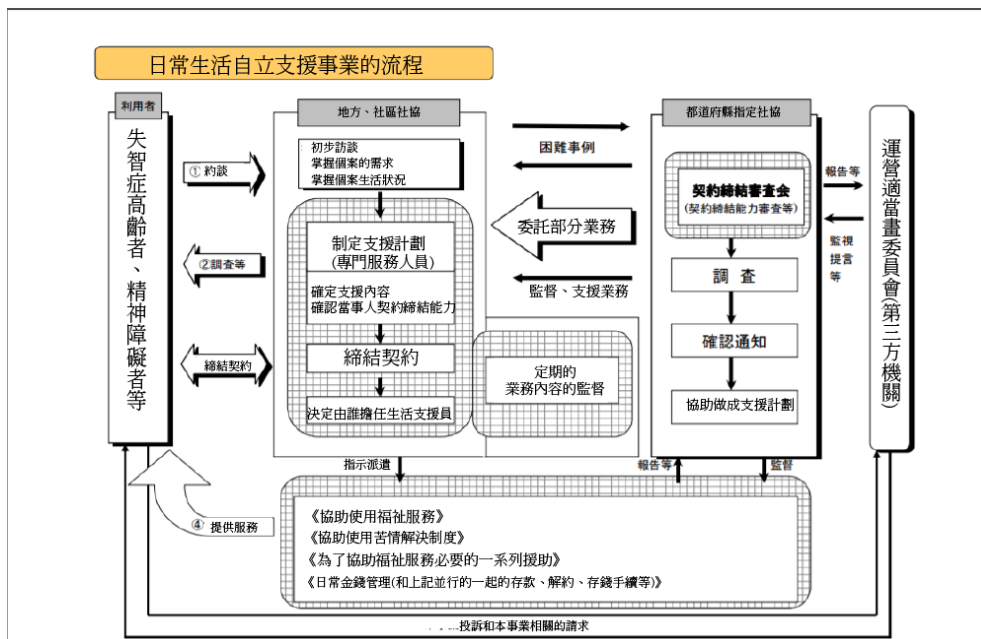 日常生活自立支援事業的流程
利用者
失智症高齡者、精神障礙者等
① 約談
②調査等
締結契約
④ 提供服務
地方、社區社協
初步訪談
掌握個案的需求
掌握個案生活狀況
制定支援計劃
(專門服務人員)
確定支援內容
確認當事人契約締結能力
締結契約
決定由誰擔任生活支援員
定期的
業務內容的監督
困難事例
委託部分業務
監督、支援業務
都道府縣指定社協
契約締結審査会
(契約締結能力審査等)
調 査
確認通知
協助做成支援計劃
報告等
監視
提言
等
運營適當畫委員會(第三方機關)
指示派遣
報告等
監督
《協助使用福祉服務》
《協助使用苦情解決制度》
《為了協助福祉服務必要的一系列援助》
《日常金錢管理(和上記並行的一起的存款、解約、存錢手續等)》
投訴和本事業相關的請求